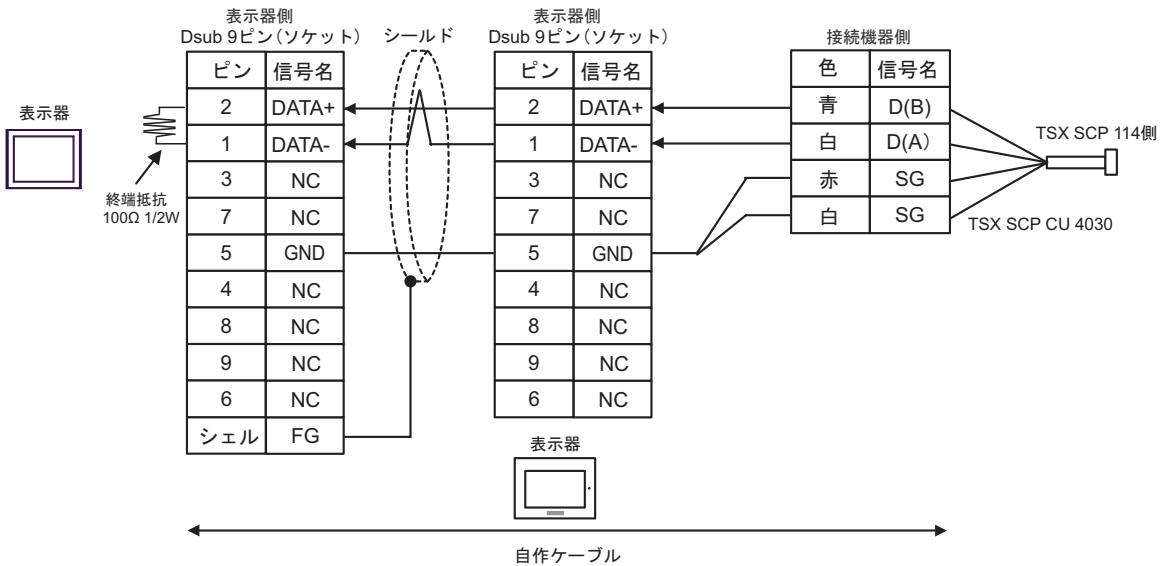 表示器側
Dsub 9ピン(ソケット)
シールド
表示器側
Dsub 9ピン(ソケット)
接続機器側
表示器
終端抵抗
100Ω 1/2W
ピン 信号名
2 DATA+
1 DATA-
3 NC
7 NC
5 GND
4 NC
8 NC
9 NC
6 NC
シェル FG
ピン 信号名
2 DATA+
1 DATA-
3 NC
7 NC
5 GND
4 NC
8 NC
9 NC
6 NC
色 信号名
青 D(B)
白 D(A)
赤 SG
白 SG
TSX SCP 114側
TSX SCP CU 4030
表示器
自作ケーブル